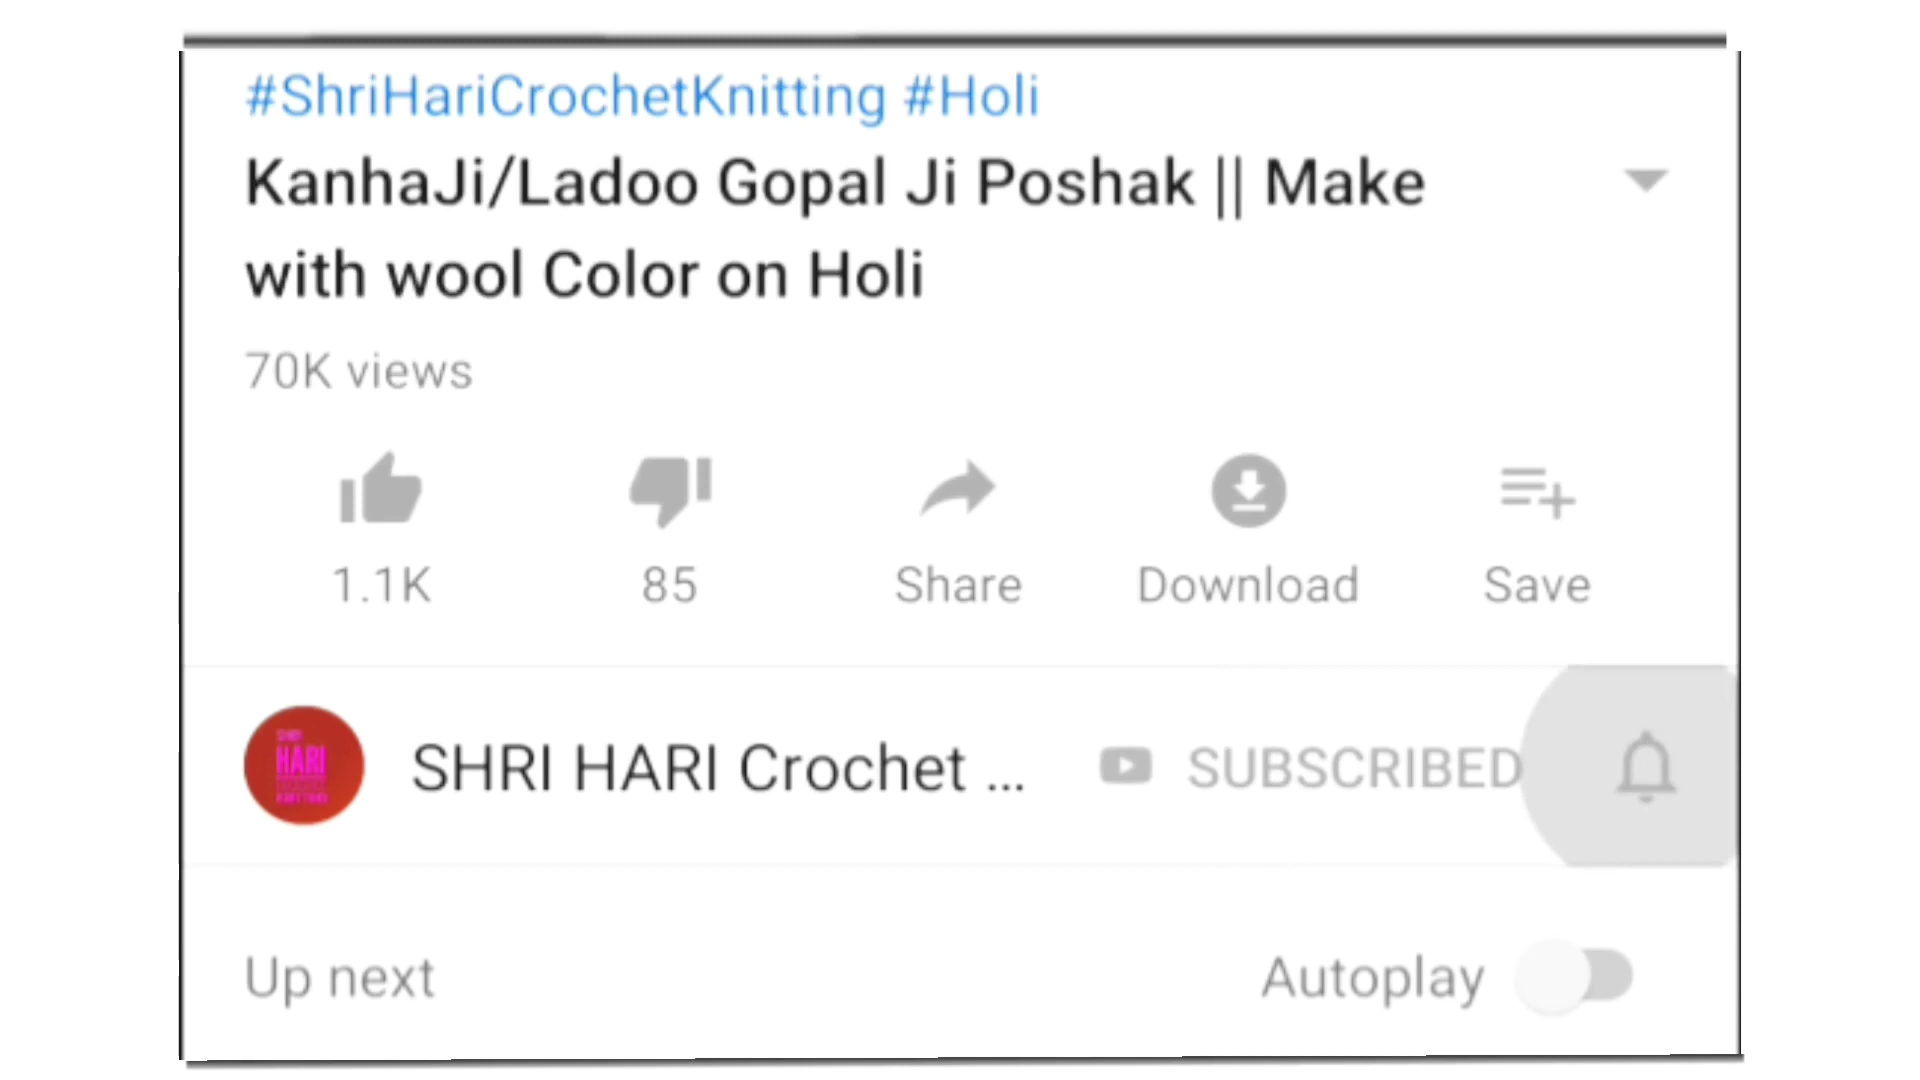 #ShriHariCrochetKnitting #Holi
KanhaJi/Ladoo Gopal Ji Poshak || Make
with wool Color on Holi
70K views
1.1K 85 Share Download Save
HARI
SHRI HARI Crochet ... SUBSCRIBED
Up next Autoplay